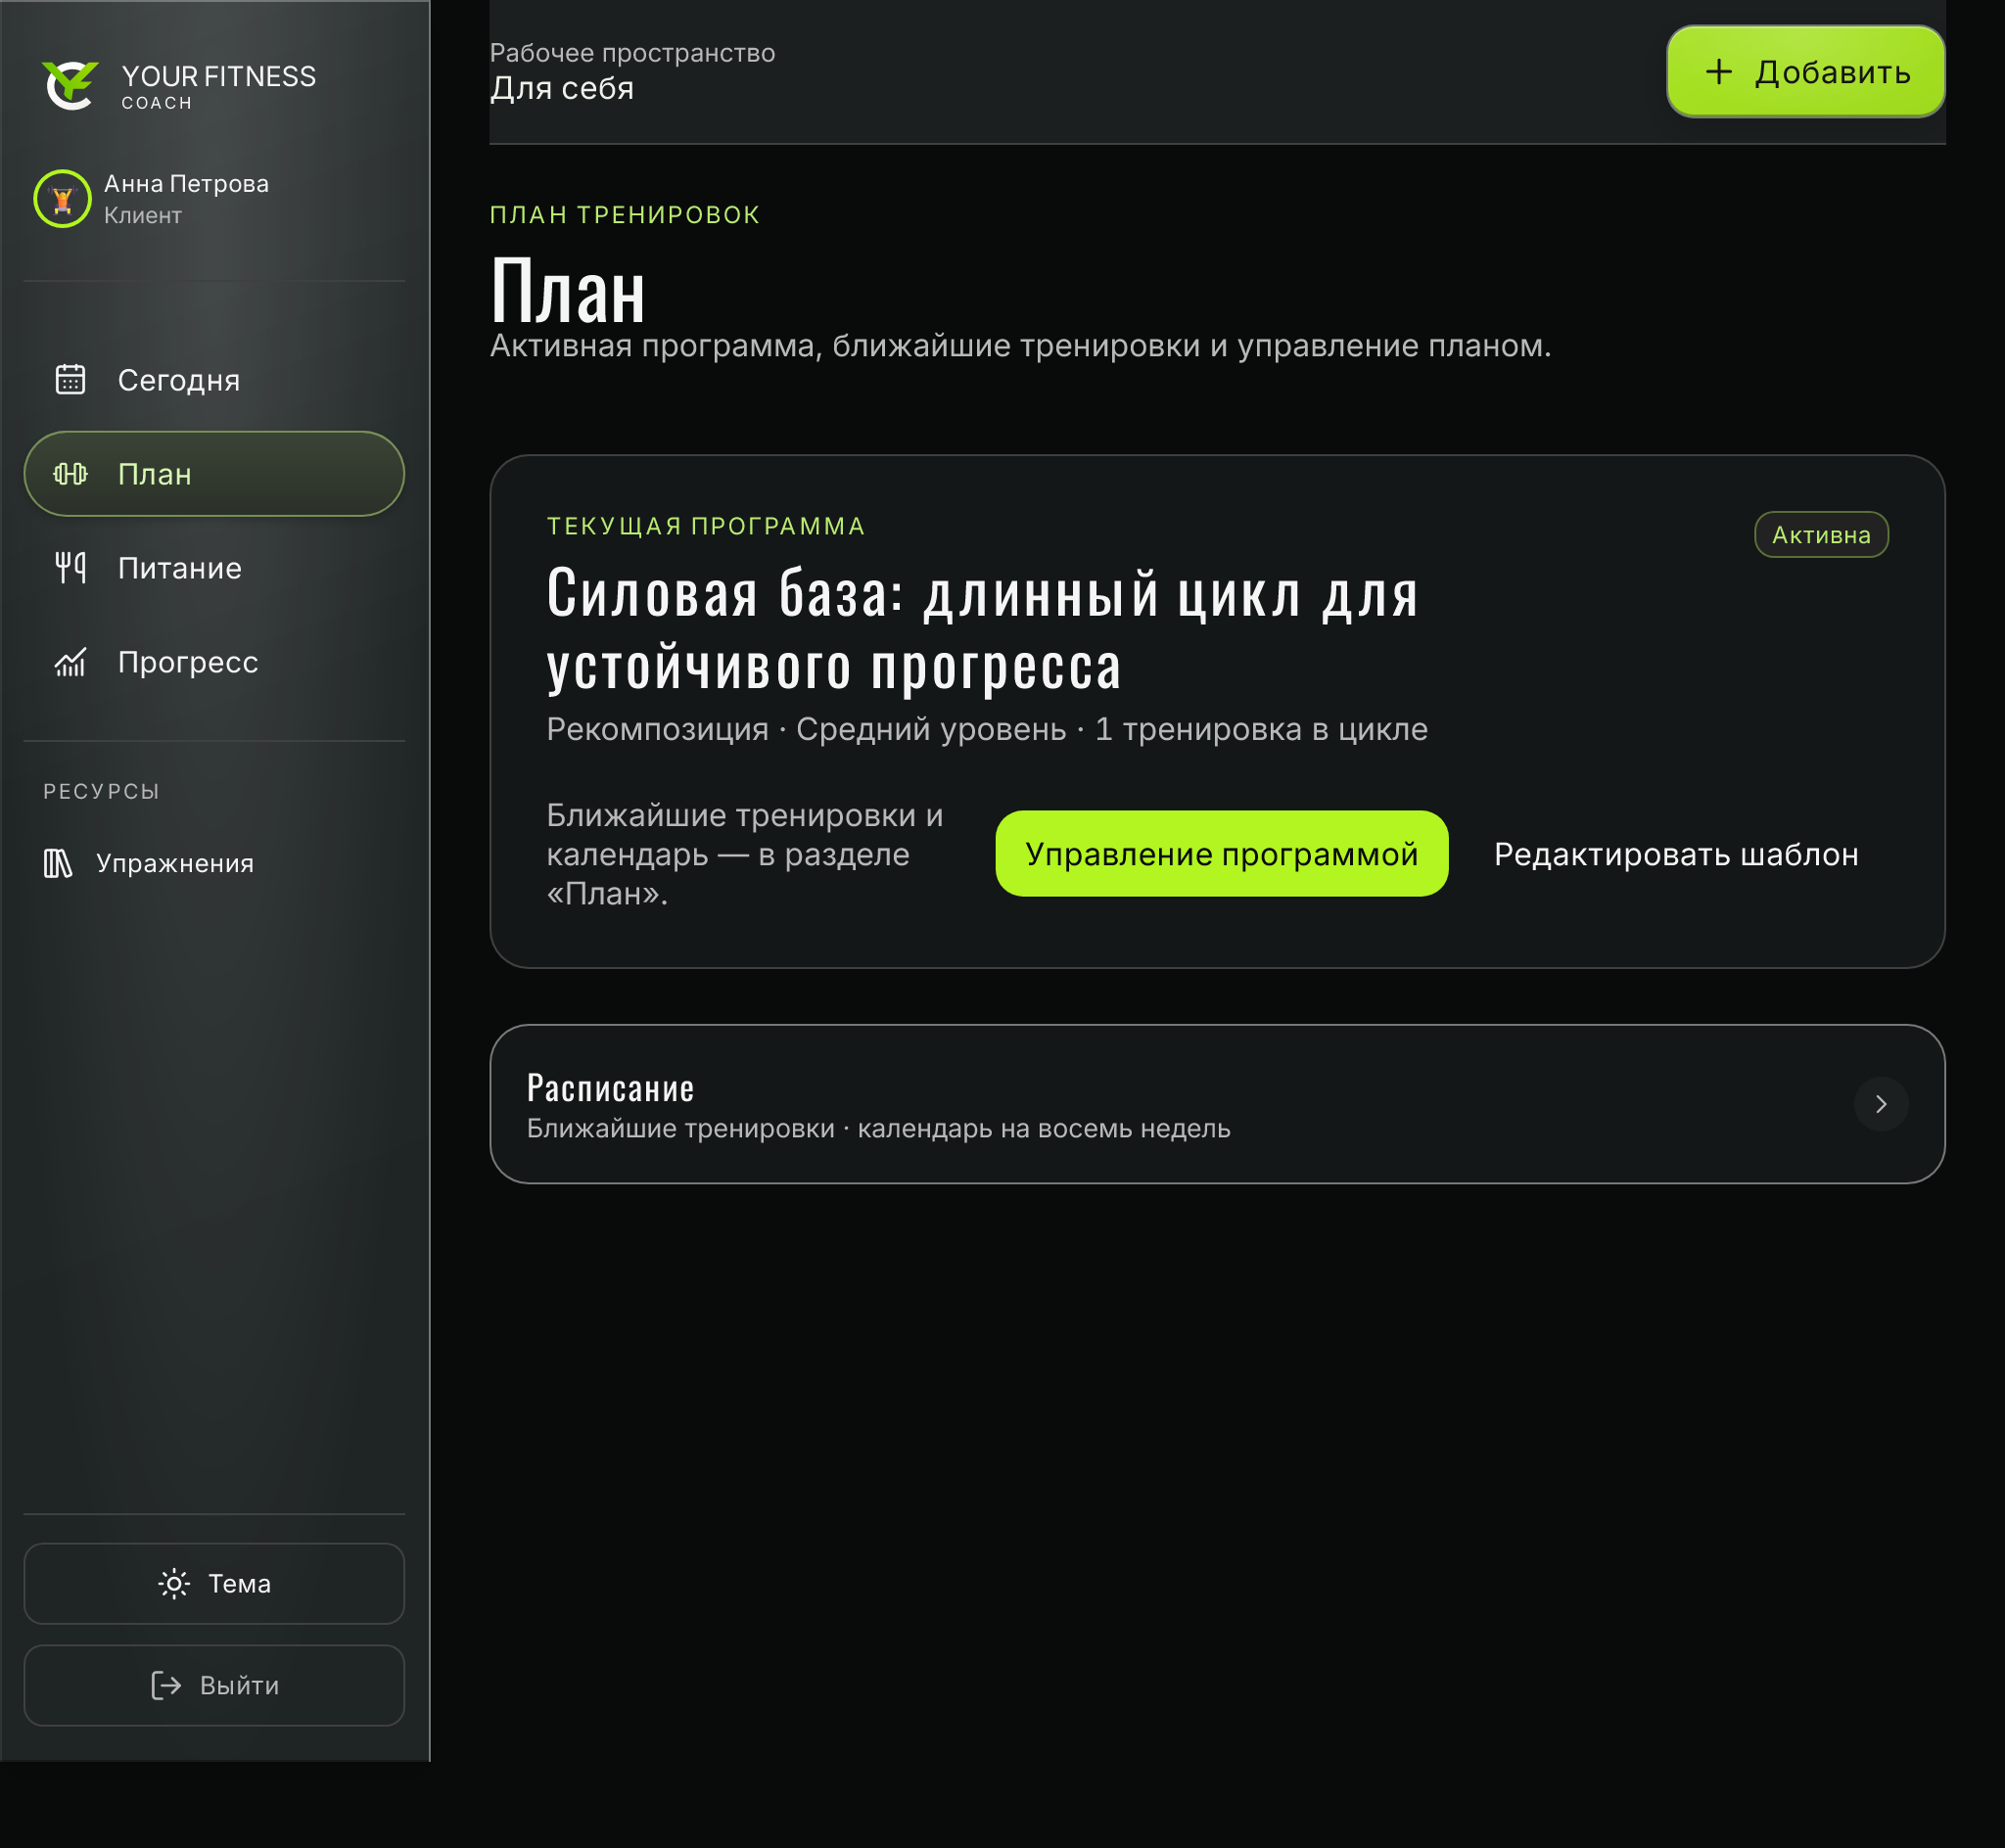 YOUR FITNESS
COACH
Анна Петрова
Клиент
Сегодня
План
Питание
Прогресс
РЕСУРСЫ
Упражнения
Тема
Выйти
Рабочее пространство
Для себя
Добавить
ПЛАН ТРЕНИРОВОК
План
Активная программа, ближайшие тренировки и управление планом.
ТЕКУЩАЯ ПРОГРАММА
Активна
Силовая база: длинный цикл для
устойчивого прогресса
Рекомпозиция · Средний уровень · 1 тренировка в цикле
Ближайшие тренировки и
календарь — в разделе
«План».
Управление программой
Редактировать шаблон
Расписание
Ближайшие тренировки · календарь на восемь недель